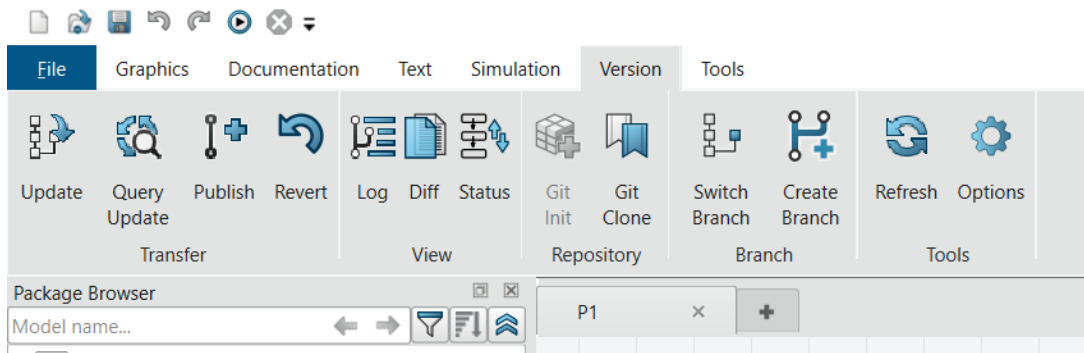 File Graphics Documentation Text Simulation Version Tools
Update Query Update Publish Revert Log Diff Status Git Init Git Clone Switch Branch Create Branch Refresh Options
Transfer View Repository Branch Tools
Package Browser
Model name...
P1